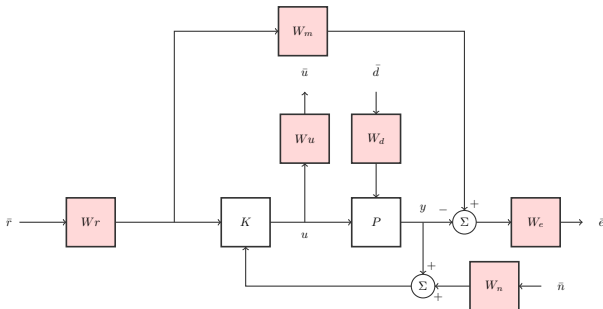 W_m
ũ
d̃
Wu
W_d
r̃
Wr
K
u
P
y
−
+
Σ
W_e
ẽ
+
Σ
+
W_n
ñ